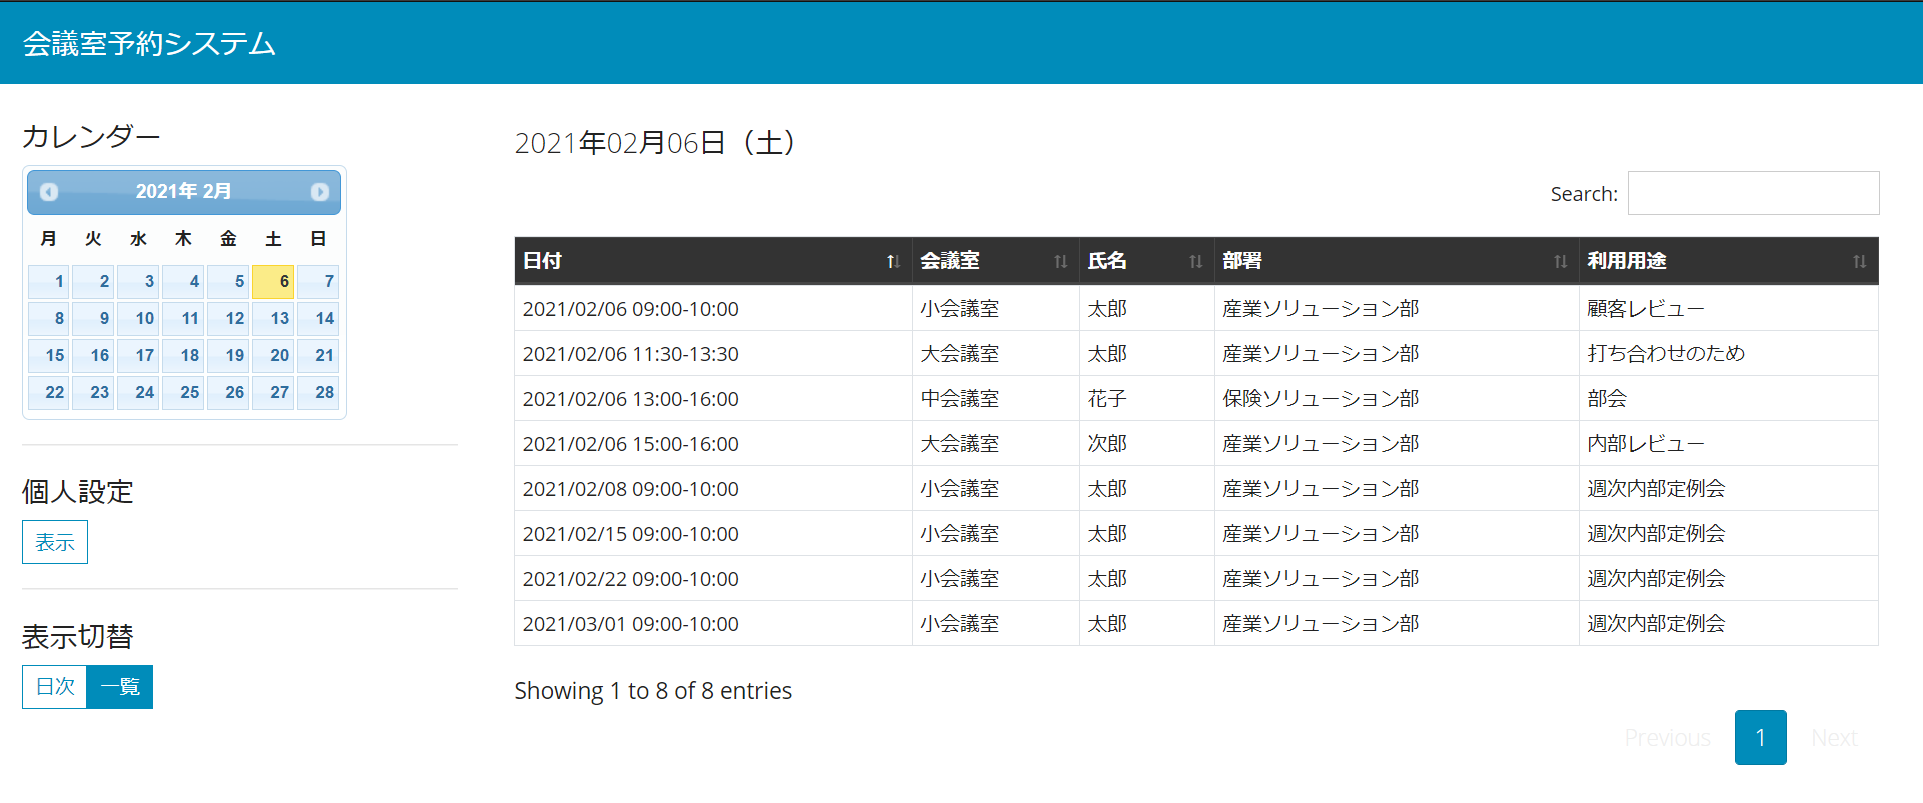 会議室予約システム
カレンダー
2021年 2月
月 火 水 木 金 土 日
1 2 3 4 5 6 7
8 9 10 11 12 13 14
15 16 17 18 19 20 21
22 23 24 25 26 27 28
個人設定
表示
表示切替
日次 一覧
2021年02月06日（土）
Search:
日付 会議室 氏名 部署 利用用途
2021/02/06 09:00-10:00 小会議室 太郎 産業ソリューション部 顧客レビュー
2021/02/06 11:30-13:30 大会議室 太郎 産業ソリューション部 打ち合わせのため
2021/02/06 13:00-16:00 中会議室 花子 保険ソリューション部 部会
2021/02/06 15:00-16:00 大会議室 次郎 産業ソリューション部 内部レビュー
2021/02/08 09:00-10:00 小会議室 太郎 産業ソリューション部 週次内部定例会
2021/02/15 09:00-10:00 小会議室 太郎 産業ソリューション部 週次内部定例会
2021/02/22 09:00-10:00 小会議室 太郎 産業ソリューション部 週次内部定例会
2021/03/01 09:00-10:00 小会議室 太郎 産業ソリューション部 週次内部定例会
Showing 1 to 8 of 8 entries
Previous 1 Next